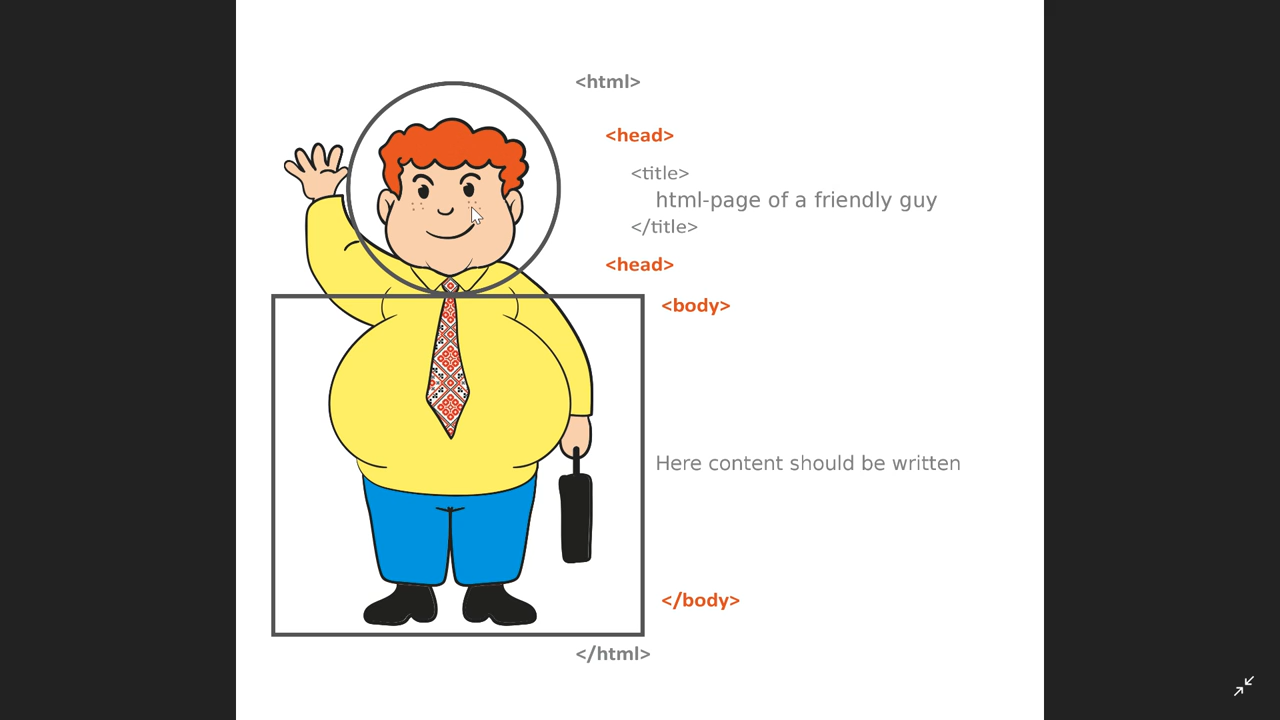 <html>
<head>
<title>
html-page of a friendly guy
</title>
<head>
<body>
Here content should be written
</body>
</html>